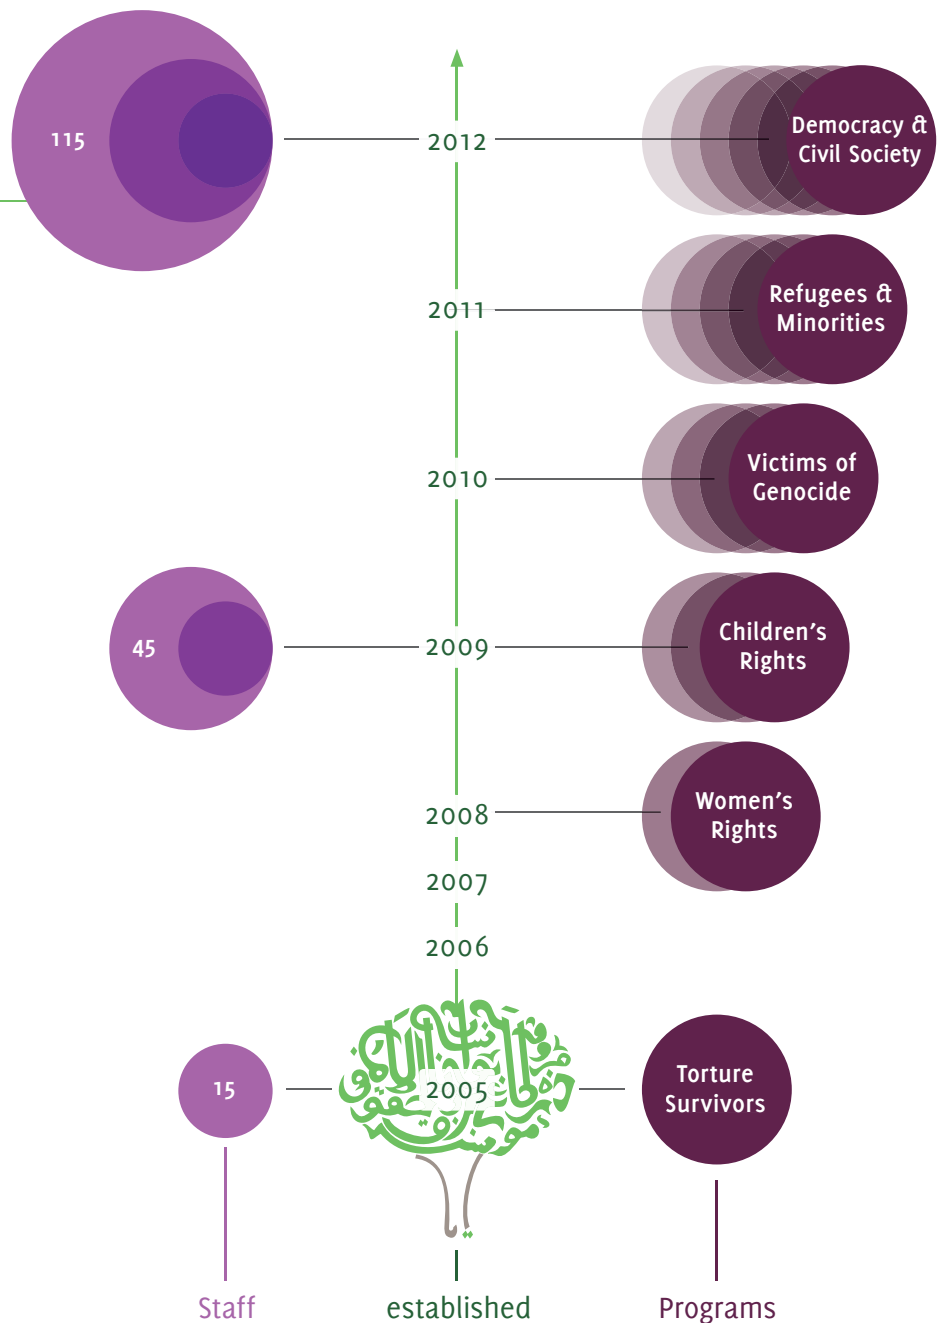 115
2012
Democracy &
Civil Society
2011
Refugees &
Minorities
2010
Victims of
Genocide
45
2009
Children's
Rights
2008
Women's
Rights
2007
2006
15
2005
Torture
Survivors
Staff
established
Programs